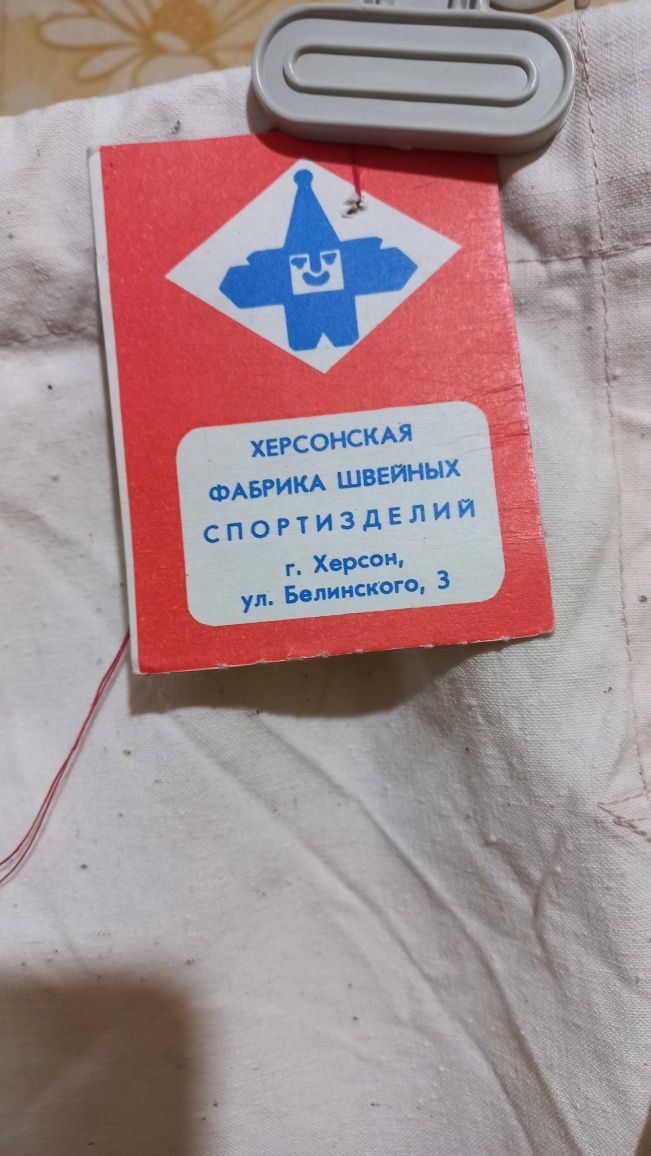 ХЕРСОНСКАЯ
ФАБРИКА ШВЕЙНЫХ
СПОРТИЗДЕЛИЙ
г. Херсон,
ул. Белинского, 3